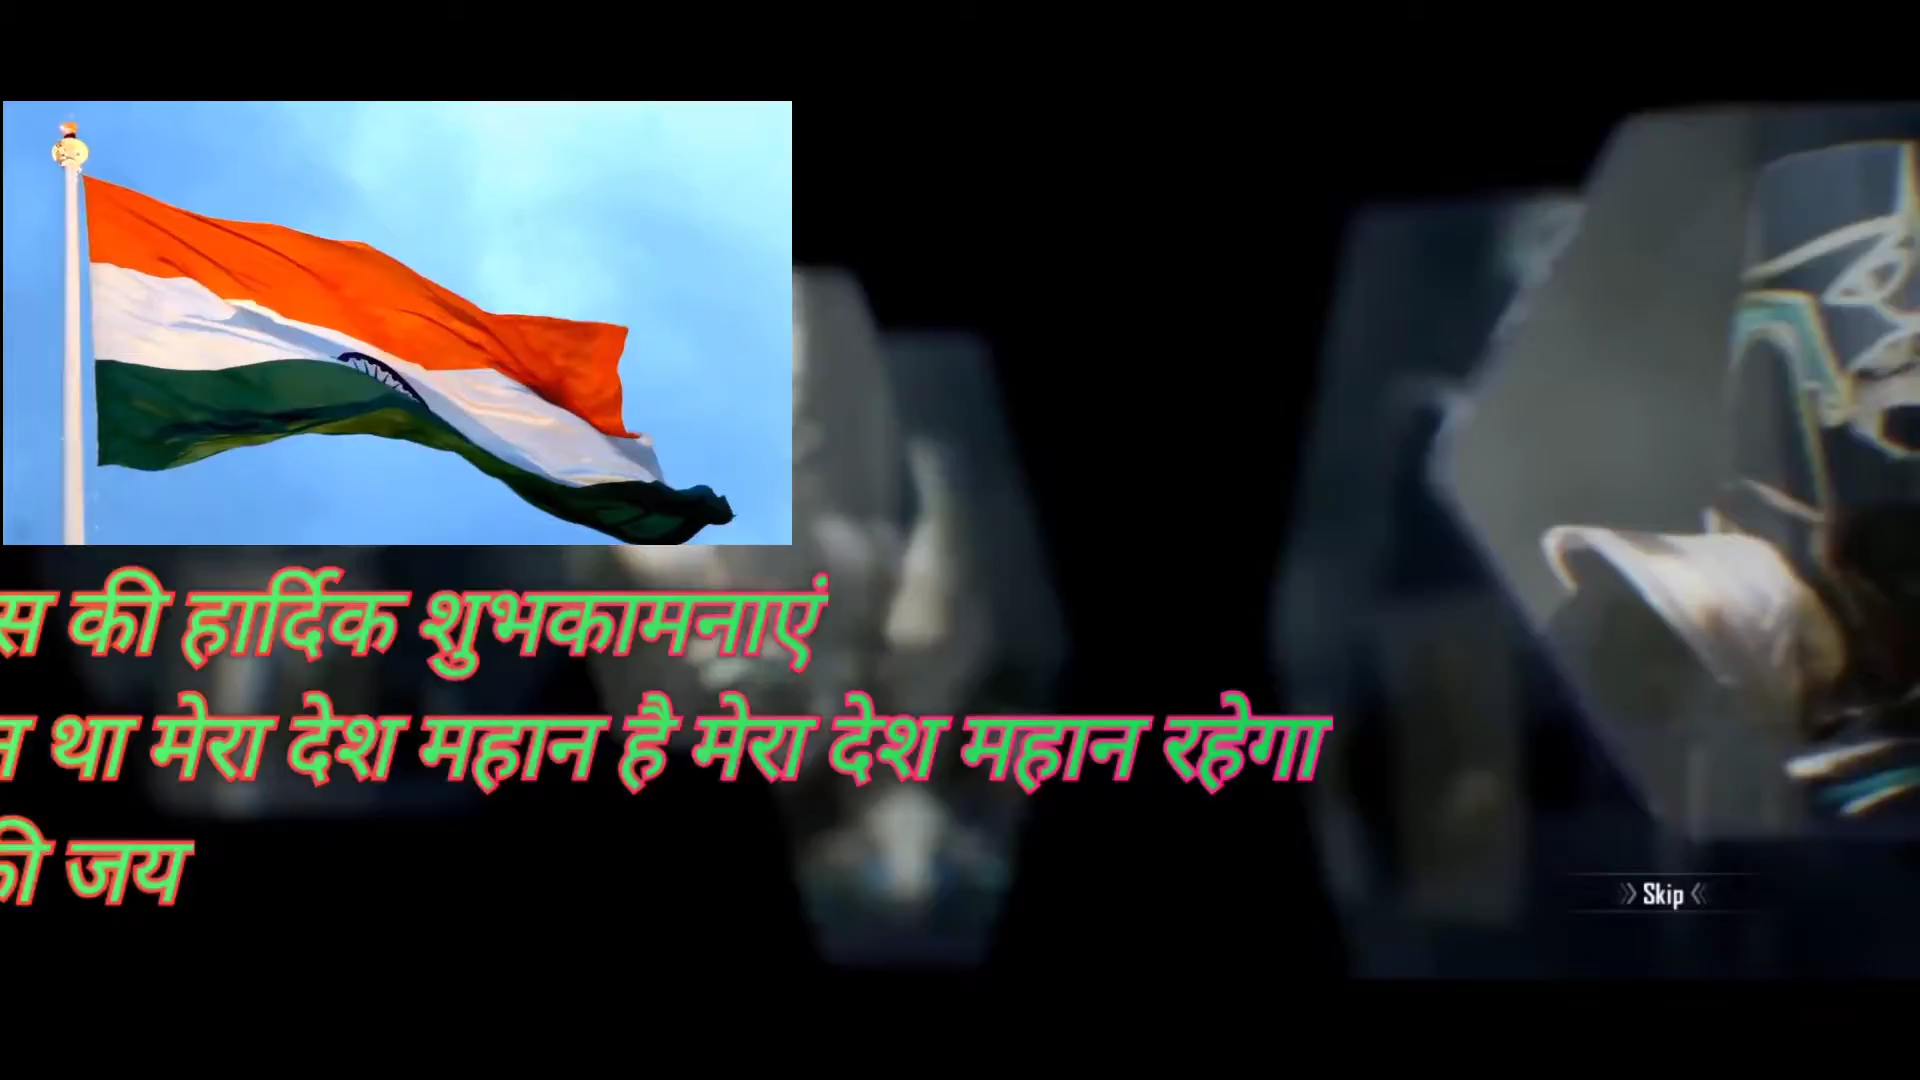 की हार्दिक शुभकामनाएं
था मेरा देश महान है मेरा देश महान रहेगा
की जय
Skip